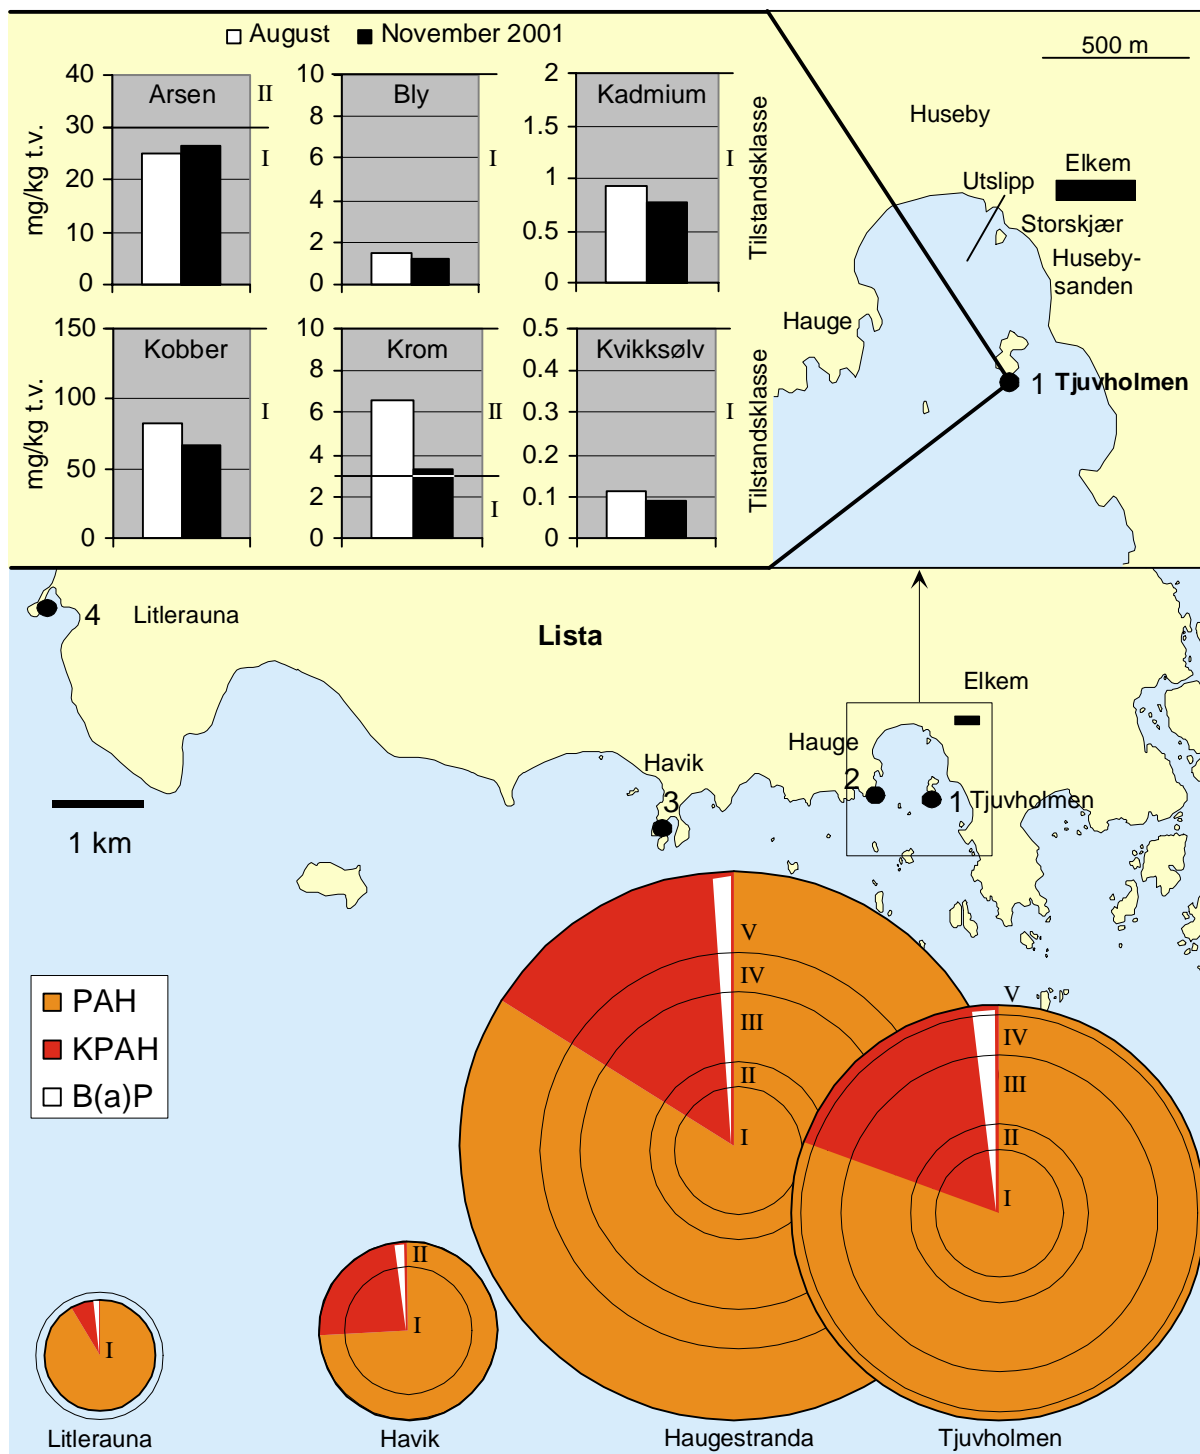 August
November 2001
500 m
mg/kg t.v.
40
30
20
10
0
Arsen
II
I
10
8
6
4
2
0
Bly
I
2
1.5
1
0.5
0
Kadmium
I
Tilstandsklasse
mg/kg t.v.
150
100
50
0
Kobber
I
10
8
6
4
2
0
Krom
II
I
0.5
0.4
0.3
0.2
0.1
0
Kvikksølv
I
Tilstandsklasse
Huseby
Elkem
Utslipp
Storskjær
Huseby-
sanden
Hauge
1 Tjuvholmen
4 Litlerauna
Lista
Elkem
Hauge
Havik
2
3
1 Tjuvholmen
1 km
PAH
KPAH
B(a)P
V
IV
III
II
I
V
IV
III
II
I
II
I
I
Litlerauna
Havik
Haugestranda
Tjuvholmen